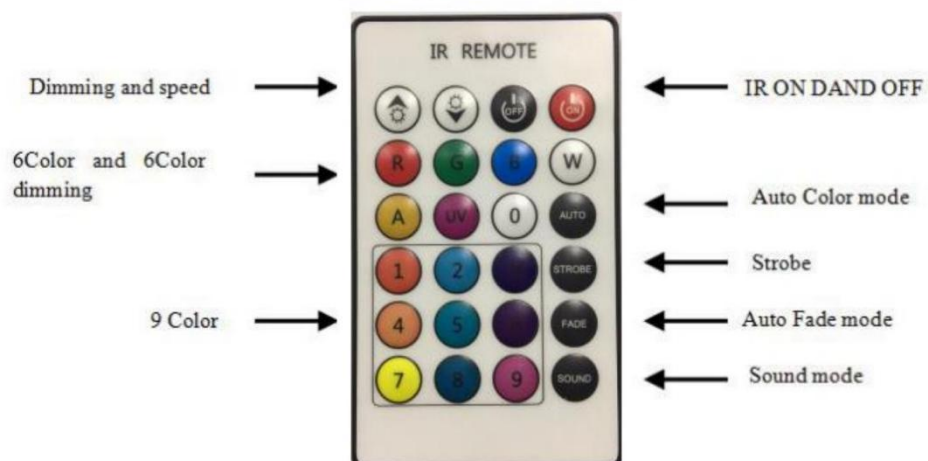 IR REMOTE
Dimming and speed
OFF
ON
IR ON DAND OFF
6Color and 6Color
dimming
R
G
B
W
A
UV
0
AUTO
Auto Color mode
1
2
STROBE
Strobe
9 Color
4
5
FADE
Auto Fade mode
7
8
9
SOUND
Sound mode